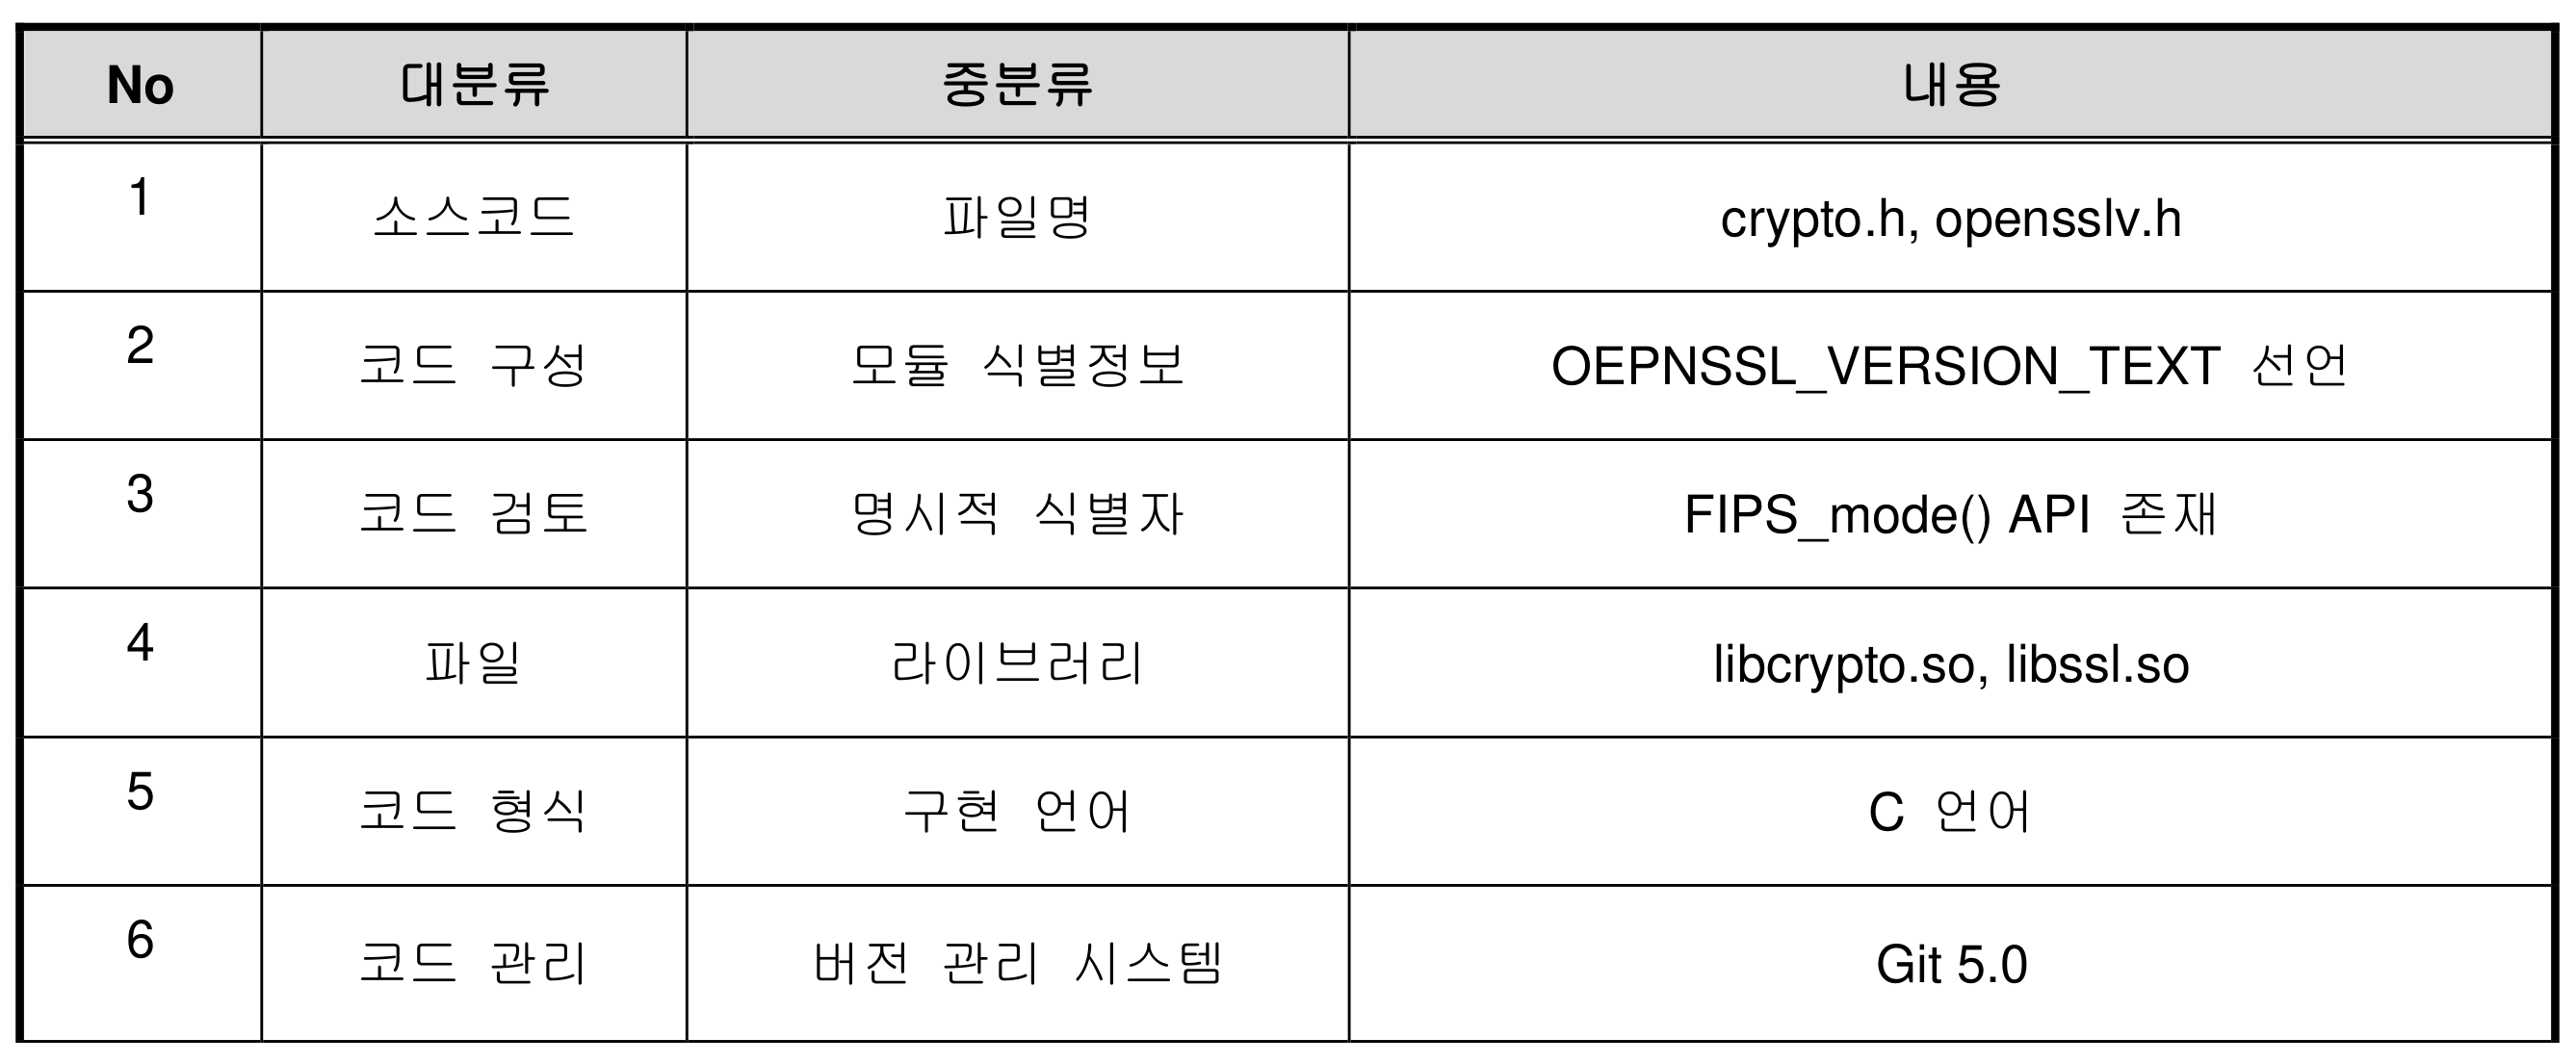 No 대분류 중분류 내용
1 소스코드 파일명 crypto.h, opensslv.h
2 코드 구성 모듈 식별정보 OEPNSSL_VERSION_TEXT 선언
3 코드 검토 명시적 식별자 FIPS_mode() API 존재
4 파일 라이브러리 libcrypto.so, libssl.so
5 코드 형식 구현 언어 C 언어
6 코드 관리 버전 관리 시스템 Git 5.0